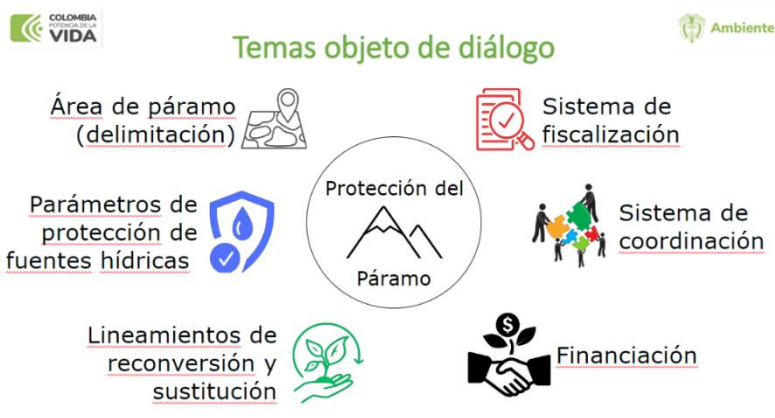 COLOMBIA
POTENCIA DE LA
VIDA
Temas objeto de diálogo
Ambiente
Área de páramo
(delimitación)
Parámetros de
protección de
fuentes hídricas
Lineamientos de
reconversión y
sustitución
Protección del
Páramo
Sistema de
fiscalización
Sistema de
coordinación
$
Financiación